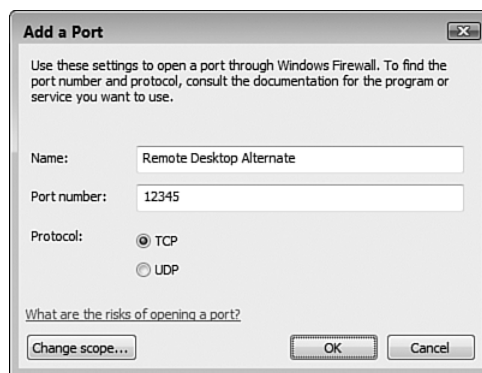 Add a Port
Use these settings to open a port through Windows Firewall. To find the
port number and protocol, consult the documentation for the program or
service you want to use.
Name: Remote Desktop Alternate
Port number: 12345
Protocol: TCP
UDP
What are the risks of opening a port?
Change scope... OK Cancel